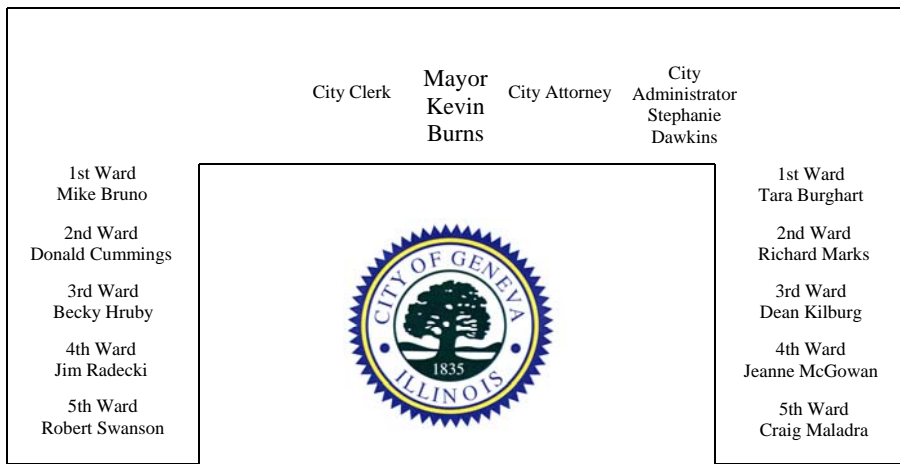 City Clerk
Mayor
Kevin
Burns
City Attorney
City
Administrator
Stephanie
Dawkins
1st Ward
Mike Bruno
2nd Ward
Donald Cummings
3rd Ward
Becky Hruby
4th Ward
Jim Radecki
5th Ward
Robert Swanson
CITY OF GENEVA
1835
ILLINOIS
1st Ward
Tara Burghart
2nd Ward
Richard Marks
3rd Ward
Dean Kilburg
4th Ward
Jeanne McGowan
5th Ward
Craig Maladra